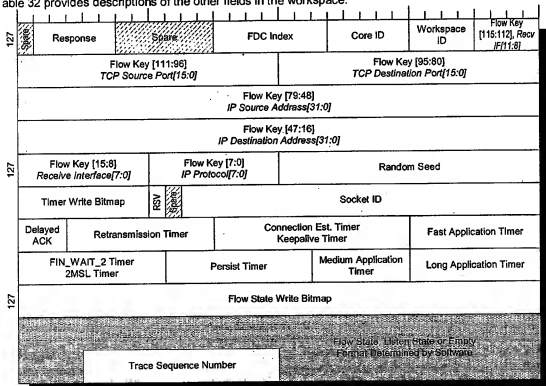 able 32 provides descriptions of the other fields in the workspace.
127
Spare
Response
Spare
FDC Index
Core ID
Workspace
ID
Flow Key
[115:112], Recv
IF[11:8]
Flow Key [111:96]
TCP Source Port[15:0]
Flow Key [95:80]
TCP Destination Port[15:0]
Flow Key [79:48]
IP Source Address[31:0]
Flow Key [47:16]
IP Destination Address[31:0]
127
Flow Key [15:8]
Receive Interface[7:0]
Flow Key [7:0]
IP Protocol[7:0]
Random Seed
Timer Write Bitmap
RSV
Spare
Socket ID
Delayed
ACK
Retransmission Timer
Connection Est. Timer
Keepalive Timer
Fast Application Timer
FIN_WAIT_2 Timer
2MSL Timer
Persist Timer
Medium Application
Timer
Long Application Timer
127
Flow State Write Bitmap
Flow State, Listen State or Empty
Format Determined by Software
Trace Sequence Number